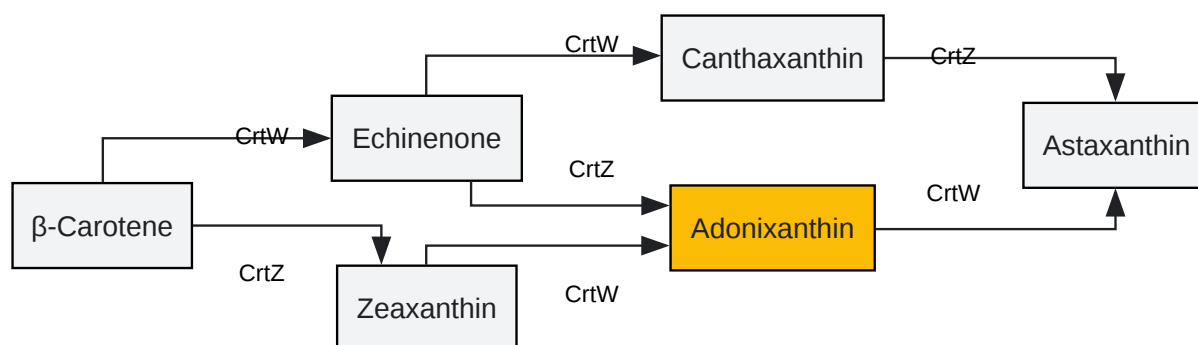 CrtW
Canthaxanthin
CrtZ
CrtW
Echinenone
Astaxanthin
CrtZ
CrtW
β-Carotene
Adonixanthin
CrtZ
CrtW
Zeaxanthin